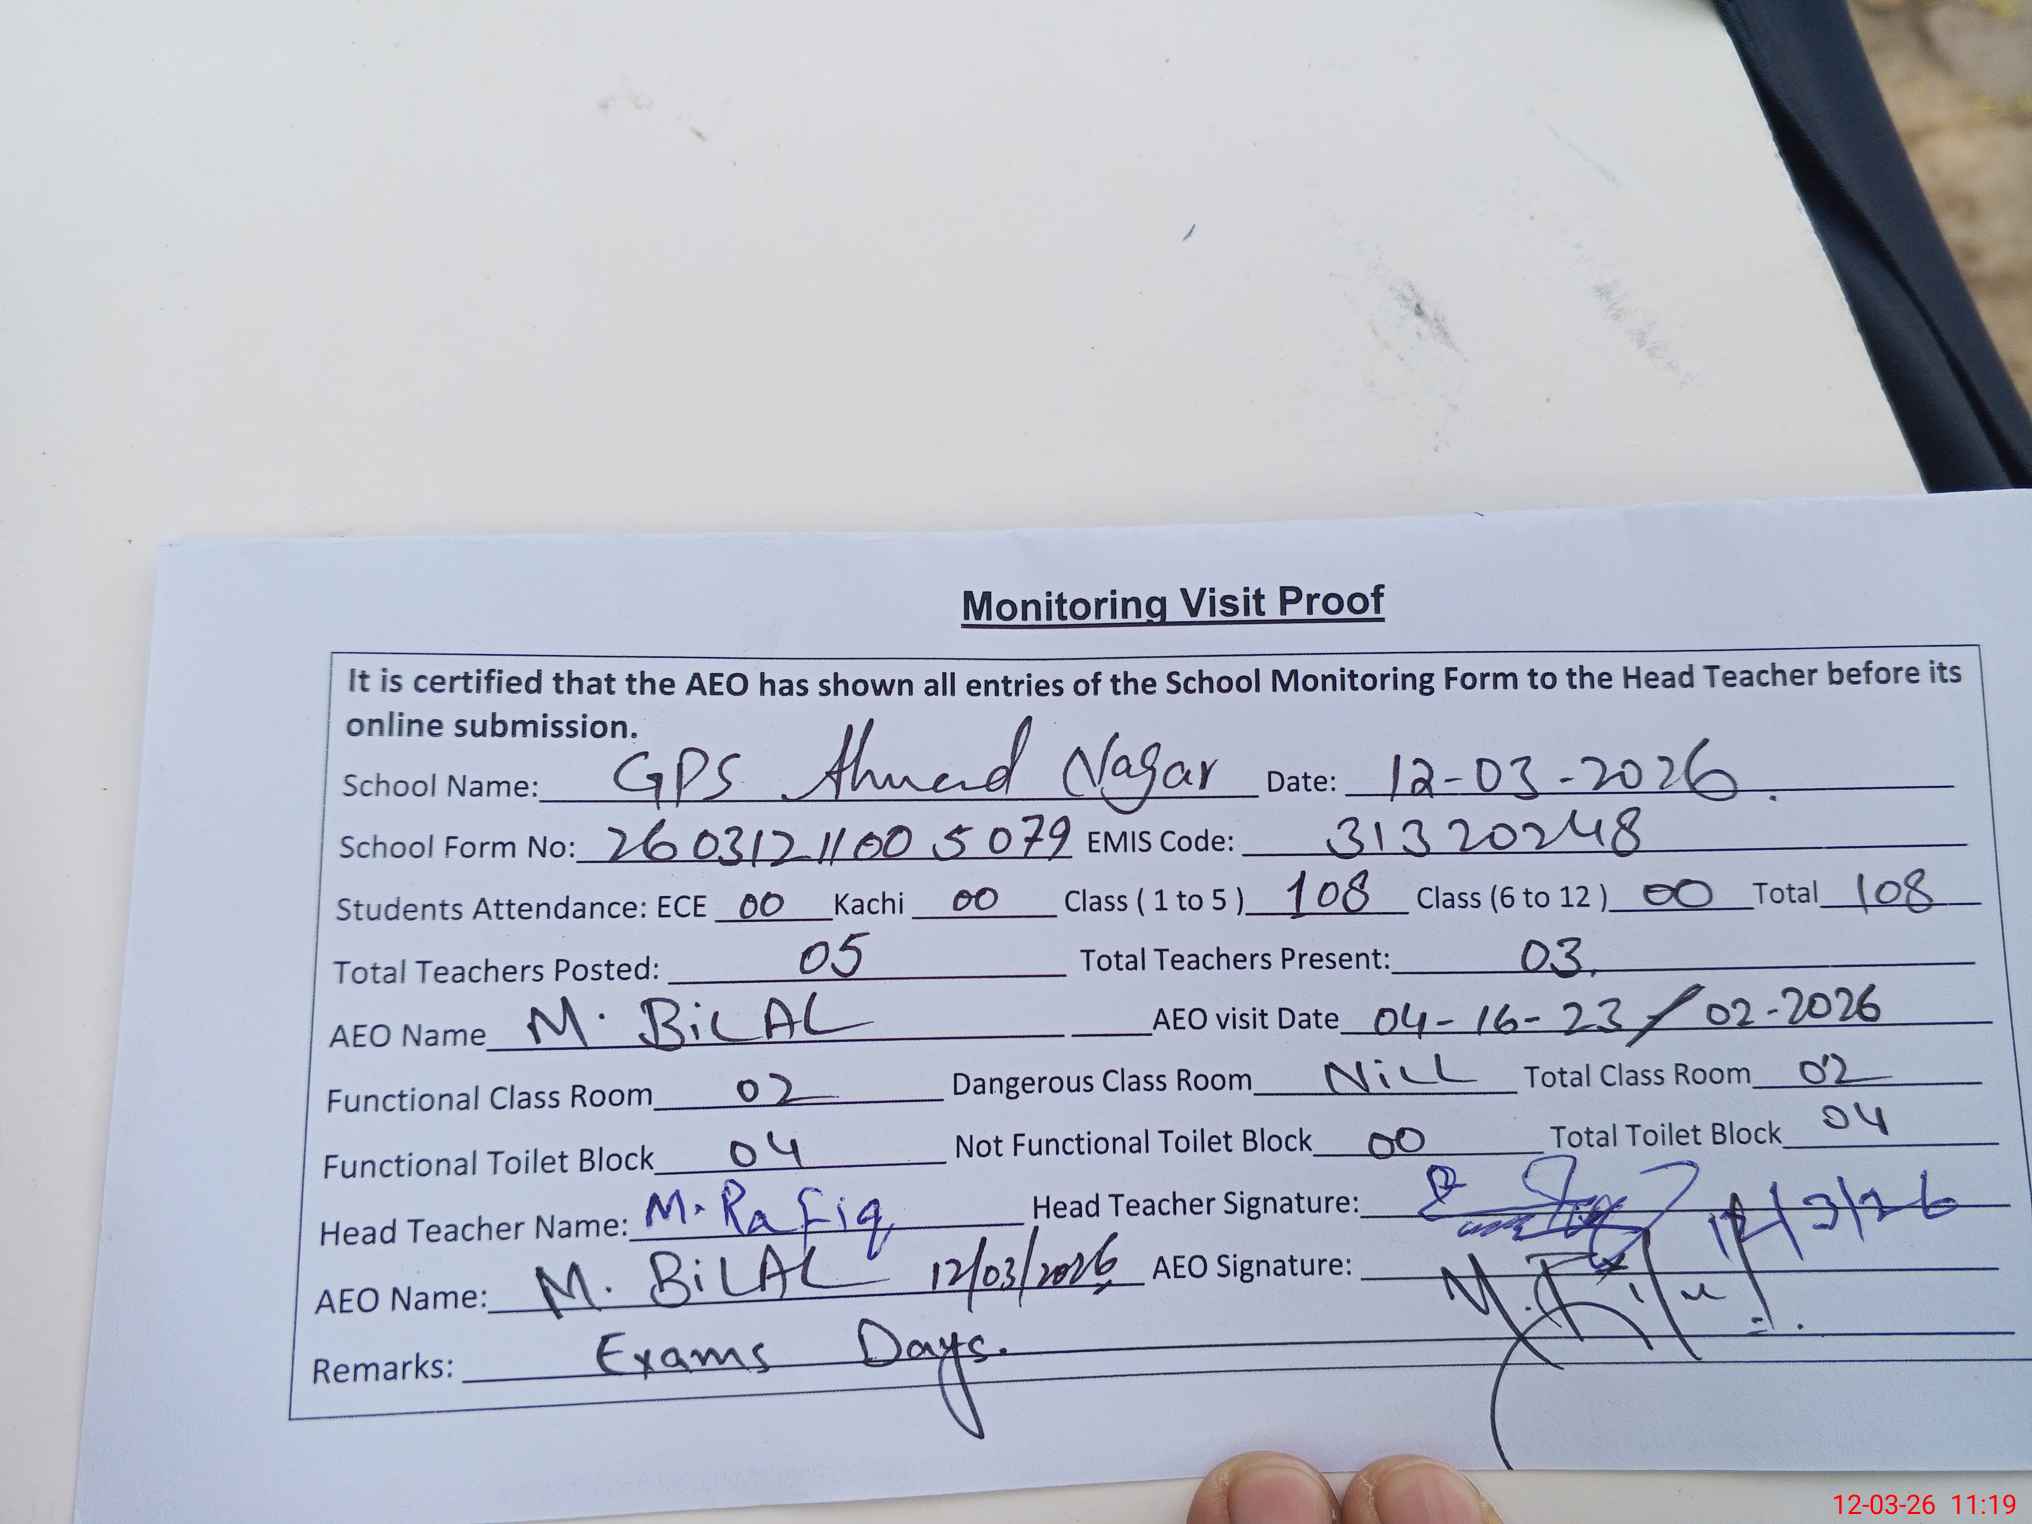 Monitoring Visit Proof
It is certified that the AEO has shown all entries of the School Monitoring Form to the Head Teacher before its
online submission.
School Name: GPS Ahmad Nagar Date: 12-03-2026.
School Form No: 2603121100 5079 EMIS Code: 31320248
Students Attendance: ECE 00 Kachi 00 Class ( 1 to 5 ) 108 Class (6 to 12 ) 00 Total 108
Total Teachers Posted: 05 Total Teachers Present: 03.
AEO Name M. BiLAL AEO visit Date 04-16-23/02-2026
Functional Class Room 02 Dangerous Class Room NiLL Total Class Room 02
Functional Toilet Block 04 Not Functional Toilet Block 00 Total Toilet Block 04
Head Teacher Name: M. Rafiq Head Teacher Signature: 12/3/26
AEO Name: M. BiLAL 12/03/2026 AEO Signature:
Remarks: Exams Days.
12-03-26 11:19